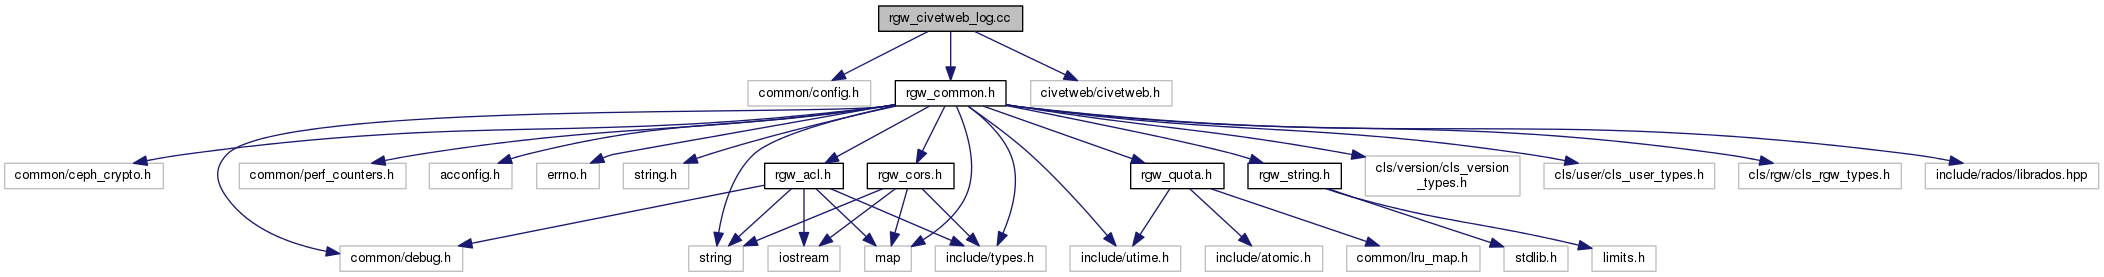 rgw_civetweb_log.cc
common/config.h
rgw_common.h
civetweb/civetweb.h
common/ceph_crypto.h
common/perf_counters.h
acconfig.h
errno.h
string.h
rgw_acl.h
rgw_cors.h
rgw_quota.h
rgw_string.h
cls/version/cls_version
_types.h
cls/user/cls_user_types.h
cls/rgw/cls_rgw_types.h
include/rados/librados.hpp
common/debug.h
string
iostream
map
include/types.h
include/utime.h
include/atomic.h
common/lru_map.h
stdlib.h
limits.h